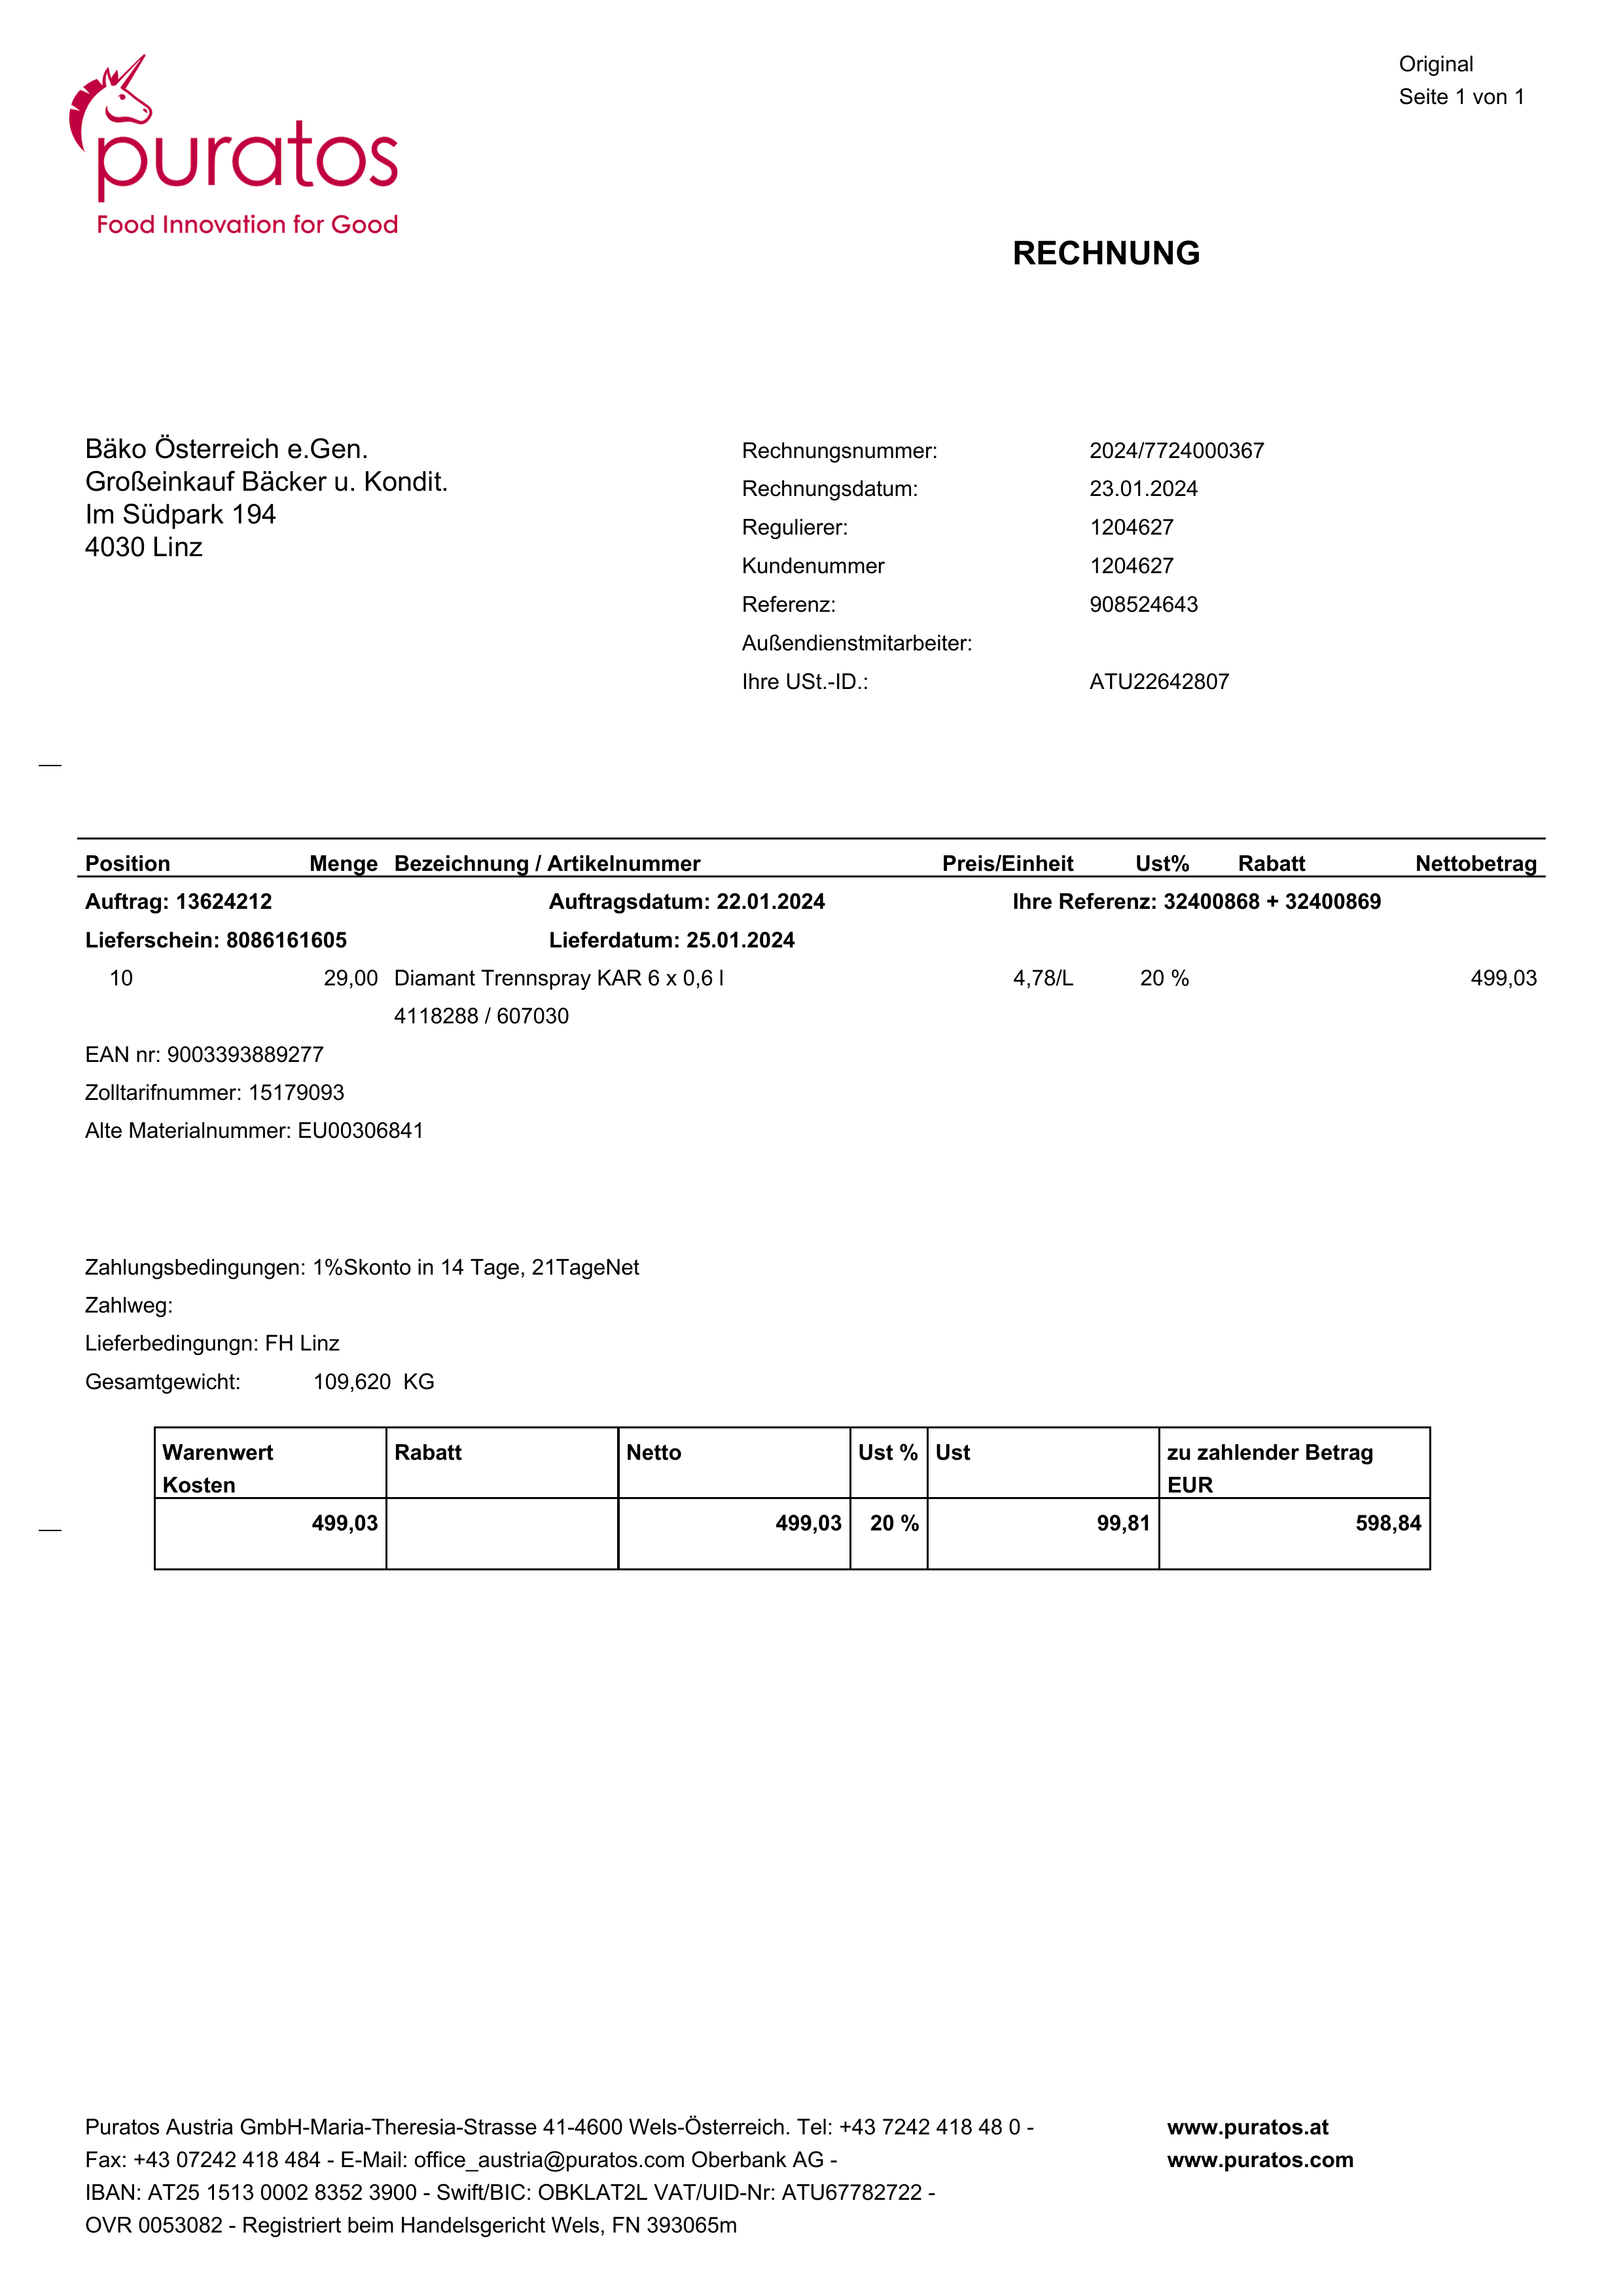 Original
Seite 1 von 1
puratos
Food Innovation for Good
RECHNUNG
Bäko Österreich e.Gen.
Großeinkauf Bäcker u. Kondit.
Im Südpark 194
4030 Linz
Rechnungsnummer: 2024/7724000367
Rechnungsdatum: 23.01.2024
Regulierer: 1204627
Kundenummer 1204627
Referenz: 908524643
Außendienstmitarbeiter:
Ihre USt.-ID.: ATU22642807
Position Menge Bezeichnung / Artikelnummer Preis/Einheit Ust% Rabatt Nettobetrag
Auftrag: 13624212 Auftragsdatum: 22.01.2024 Ihre Referenz: 32400868 + 32400869
Lieferschein: 8086161605 Lieferdatum: 25.01.2024
10 29,00 Diamant Trennspray KAR 6 x 0,6 l 4,78/L 20 % 499,03
4118288 / 607030
EAN nr: 9003393889277
Zolltarifnummer: 15179093
Alte Materialnummer: EU00306841
Zahlungsbedingungen: 1%Skonto in 14 Tage, 21TageNet
Zahlweg:
Lieferbedingungn: FH Linz
Gesamtgewicht: 109,620 KG
Warenwert Rabatt Netto Ust % Ust zu zahlender Betrag
Kosten EUR
499,03 499,03 20 % 99,81 598,84
Puratos Austria GmbH-Maria-Theresia-Strasse 41-4600 Wels-Österreich. Tel: +43 7242 418 48 0 - www.puratos.at
Fax: +43 07242 418 484 - E-Mail: office_austria@puratos.com Oberbank AG - www.puratos.com
IBAN: AT25 1513 0002 8352 3900 - Swift/BIC: OBKLAT2L VAT/UID-Nr: ATU67782722 -
OVR 0053082 - Registriert beim Handelsgericht Wels, FN 393065m